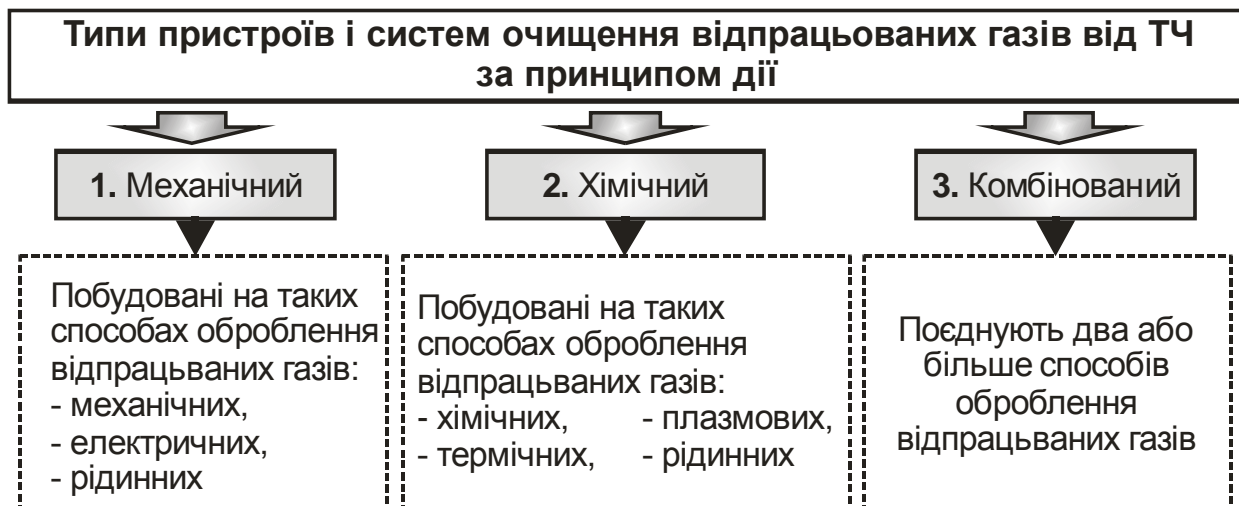 Типи пристроїв і систем очищення відпрацьованих газів від ТЧ
за принципом дії
1. Механічний
2. Хімічний
3. Комбінований
Побудовані на таких
способах оброблення
відпрацьваних газів:
- механічних,
- електричних,
- рідинних
Побудовані на таких
способах оброблення
відпрацьваних газів:
- хімічних, - плазмових,
- термічних, - рідинних
Поєднують два або
більше способів
оброблення
відпрацьваних газів